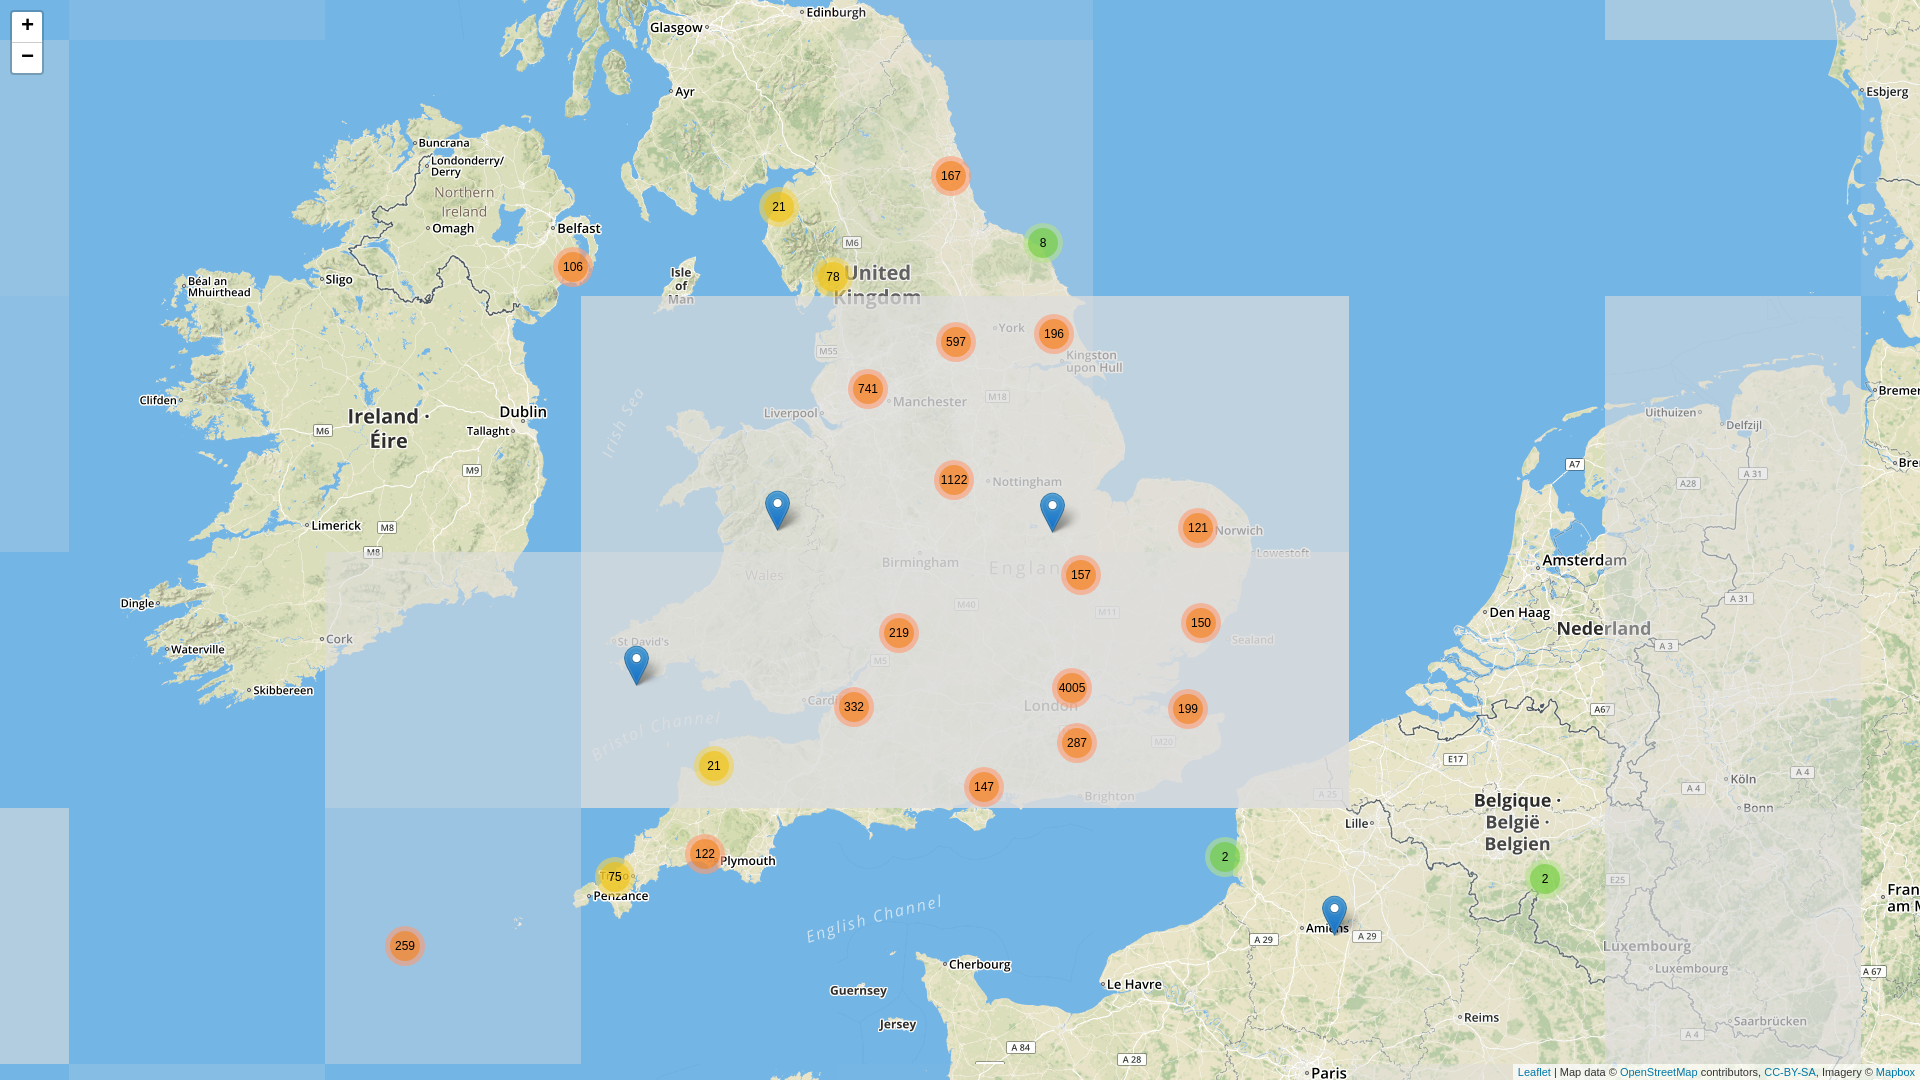 +
−
Edinburgh
Glasgow
Ayr
Esbjerg
Buncrana
Londonderry/
Derry
Northern
Ireland
Omagh
Belfast
106
167
21
8
M6
78
United
Kingdom
Isle
of
Man
Béal an
Mhuirthead
Sligo
York
597
196
Kingston
upon Hull
M55
741
Manchester
M18
Liverpool
Irish Sea
Clifden
Ireland ·
Éire
M6
Dublin
Tallaght
M9
Uithuizen
Delfzijl
A7
A 31
A28
1122
Nottingham
121
Norwich
Lowestoft
Limerick
M8
M8
Birmingham
Wales
157
M40
M11
Amsterdam
A 31
Dingle
Cork
Waterville
Skibbereen
St David's
219
M5
150
Sealand
Den Haag
Nederland
A 3
4005
London
199
Cardi
332
Bristol Channel
287
M20
A67
E17
21
147
Brighton
A 25
Köln
A 4
A 4
Bonn
Belgique ·
België ·
Belgien
Lille
122
Plymouth
75
Penzance
2
2
E25
259
English Channel
Amiens
A 29
A 29
Luxembourg
Luxembourg
A 67
Cherbourg
Le Havre
Guernsey
Jersey
Reims
Saarbrücken
A 84
A 28
A 4
Paris
Bremer
Bre
Fran
am M
Leaflet | Map data © OpenStreetMap contributors, CC-BY-SA, Imagery © Mapbox